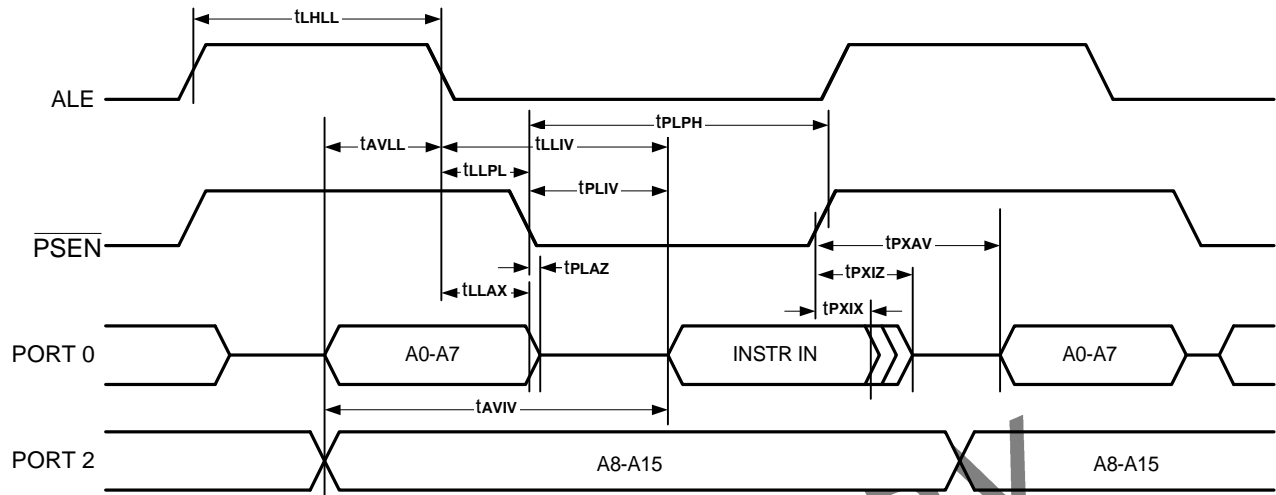 tLHLL
ALE
tPLPH
tAVLL
tLLIV
tLLPL
tPLIV
PSEN
tPXAV
tPLAZ
tPXIZ
tLLAX
tPXIX
PORT 0
A0-A7
INSTR IN
A0-A7
tAVIV
PORT 2
A8-A15
A8-A15